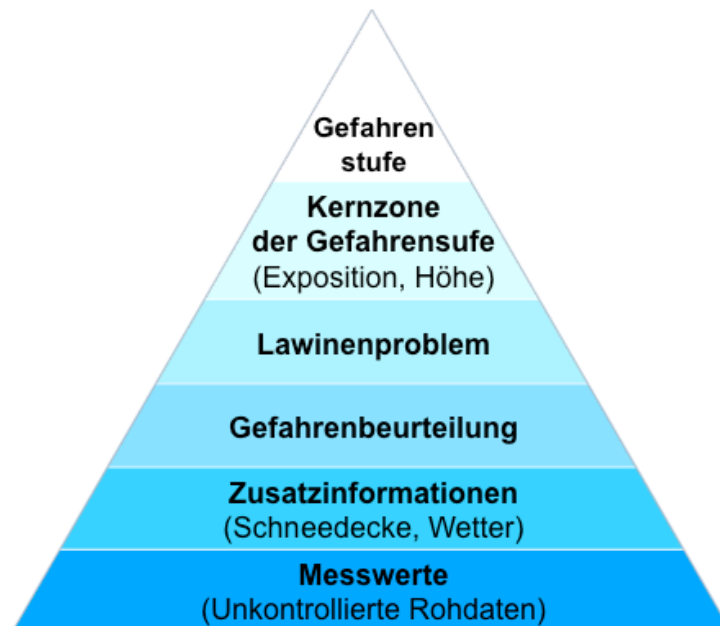 Gefahren
stufe
Kernzone
der Gefahrensufe
(Exposition, Höhe)
Lawinenproblem
Gefahrenbeurteilung
Zusatzinformationen
(Schneedecke, Wetter)
Messwerte
(Unkontrollierte Rohdaten)